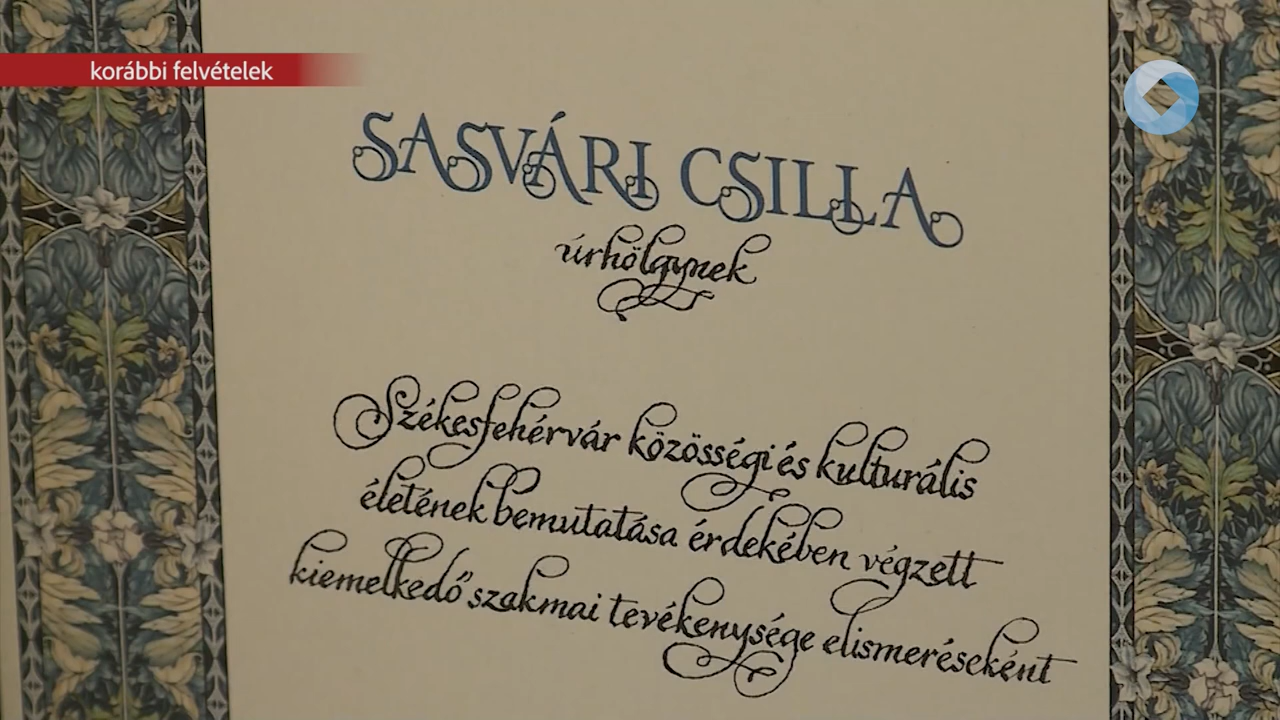 korábbi felvételek
SASVÁRI CSILLA
úrhölgynek
Székesfehérvár közösségi és kulturális
életének bemutatása érdekében végzett
kiemelkedő szakmai tevékenysége elismeréseként